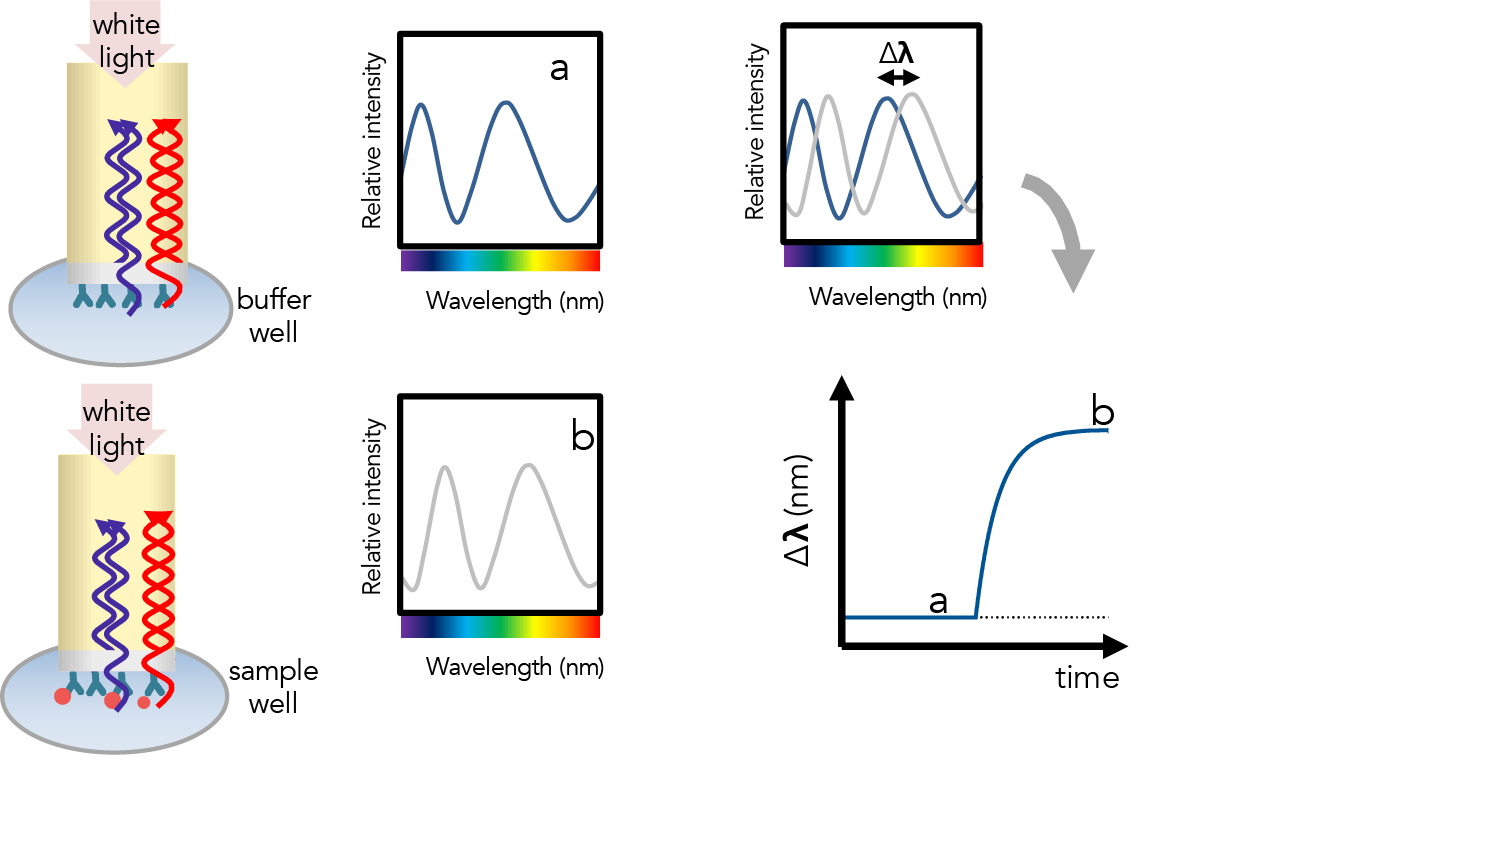 white
light
buffer
well
Relative intensity
a
Wavelength (nm)
Relative intensity
Δλ
Wavelength (nm)
white
light
sample
well
Relative intensity
b
Wavelength (nm)
Δλ (nm)
a
b
time